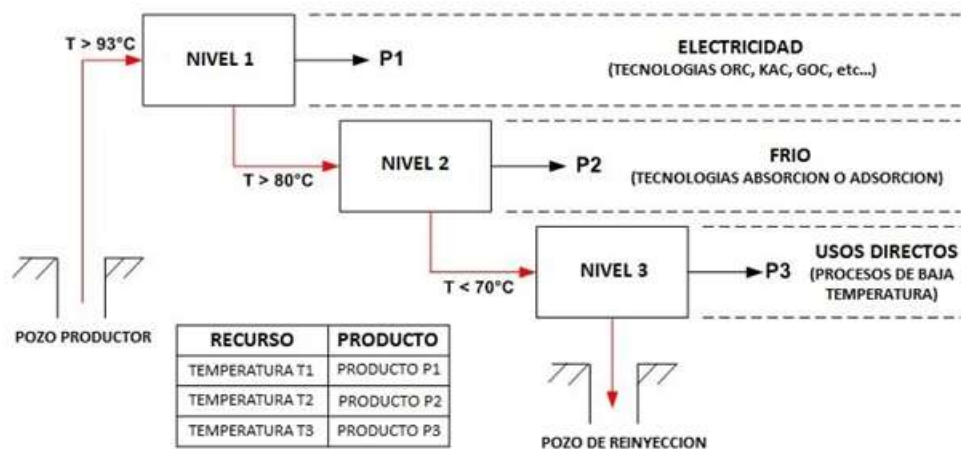 T > 93°C
NIVEL 1
P1
ELECTRICIDAD
(TECNOLOGIAS ORC, KAC, GOC, etc...)
T > 80°C
NIVEL 2
P2
FRIO
(TECNOLOGIAS ABSORCION O ADSORCION)
T < 70°C
NIVEL 3
P3
USOS DIRECTOS
(PROCESOS DE BAJA
TEMPERATURA)
POZO PRODUCTOR
RECURSO PRODUCTO
TEMPERATURA T1 PRODUCTO P1
TEMPERATURA T2 PRODUCTO P2
TEMPERATURA T3 PRODUCTO P3
POZO DE REINYECCION